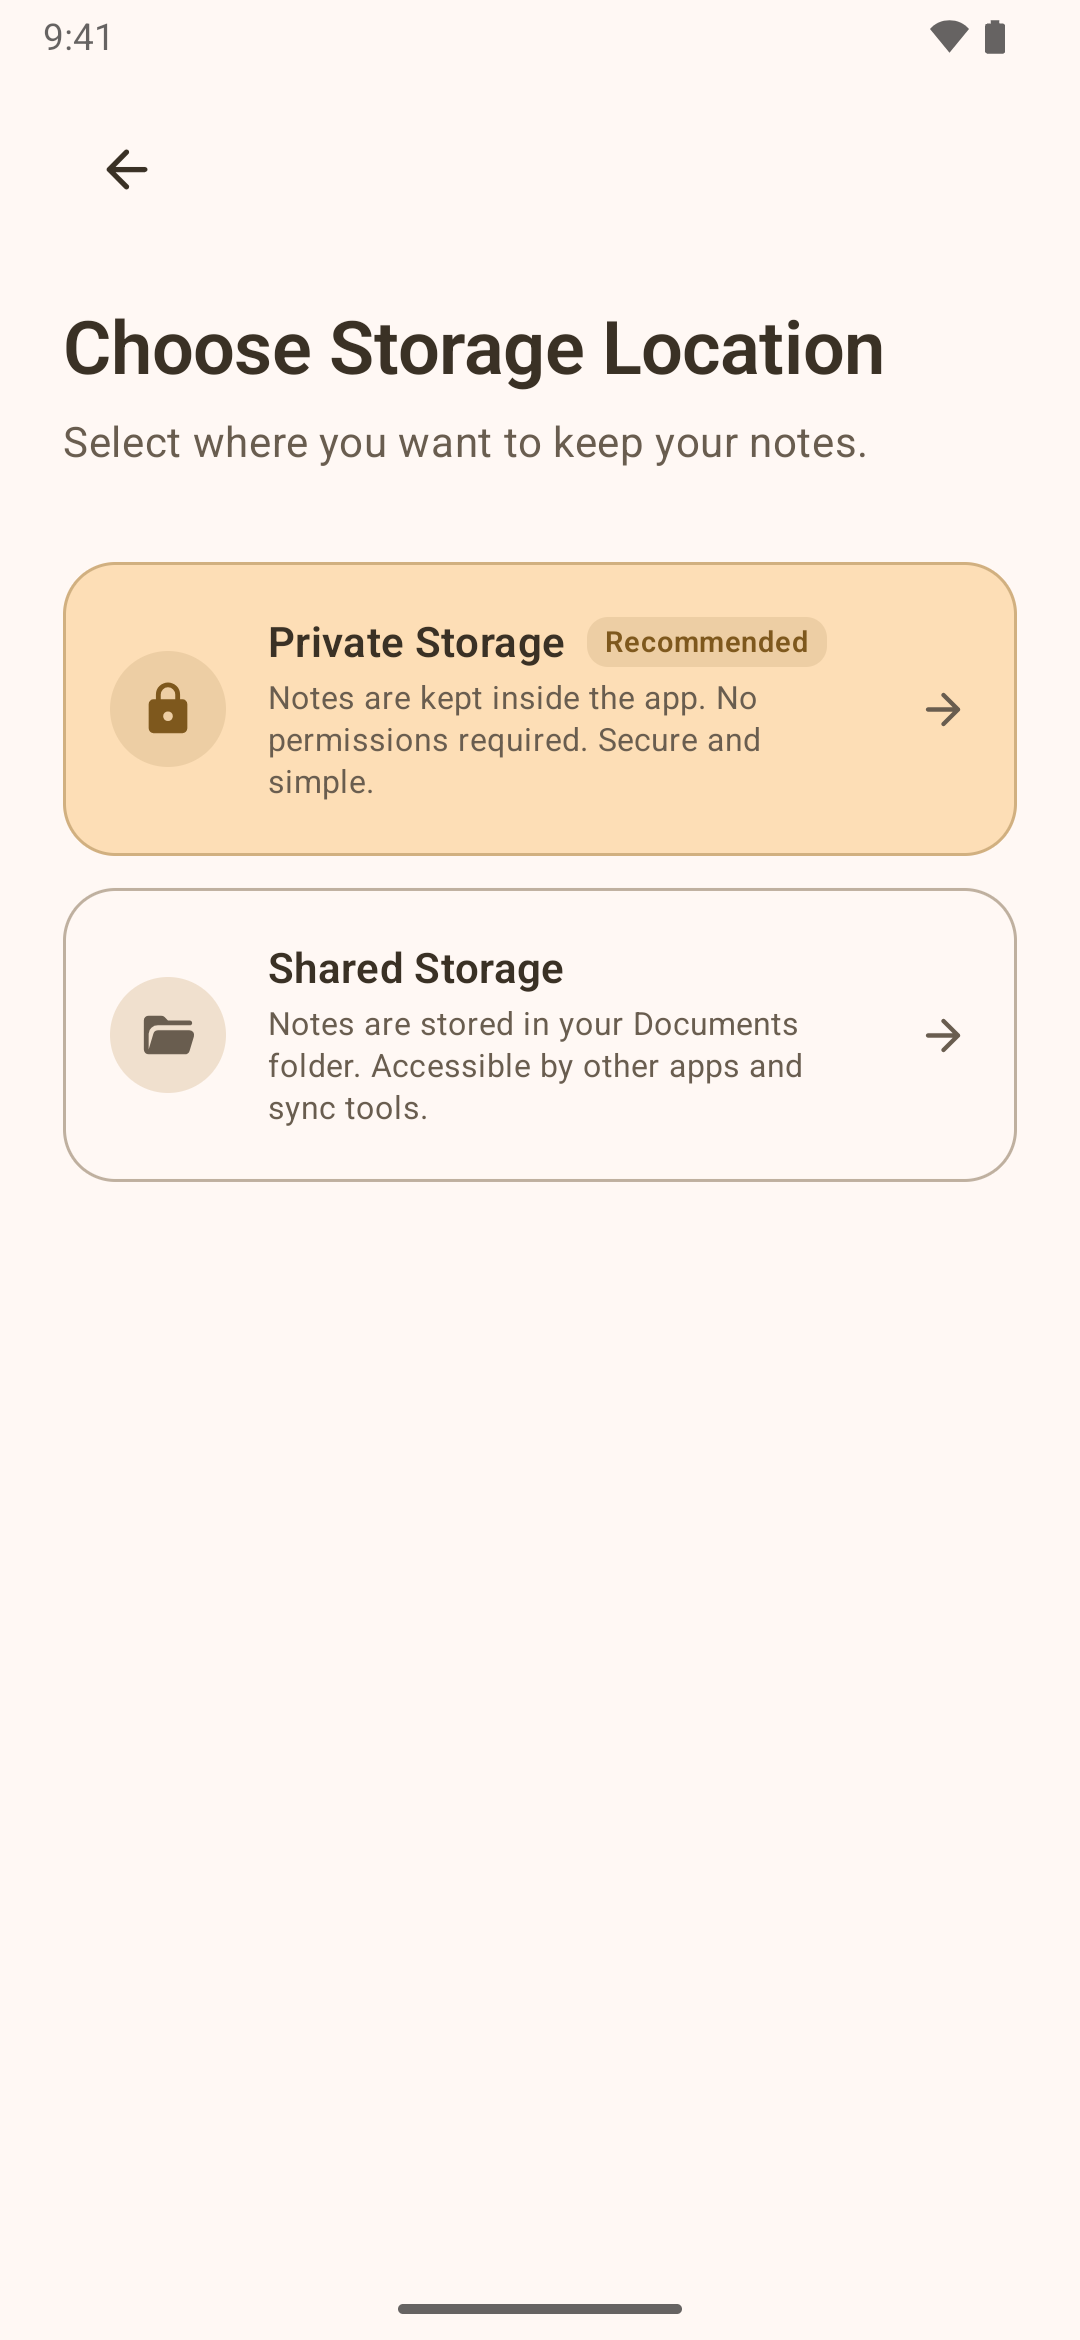 9:41
Choose Storage Location
Select where you want to keep your notes.
Private Storage Recommended
Notes are kept inside the app. No
permissions required. Secure and
simple.
Shared Storage
Notes are stored in your Documents
folder. Accessible by other apps and
sync tools.